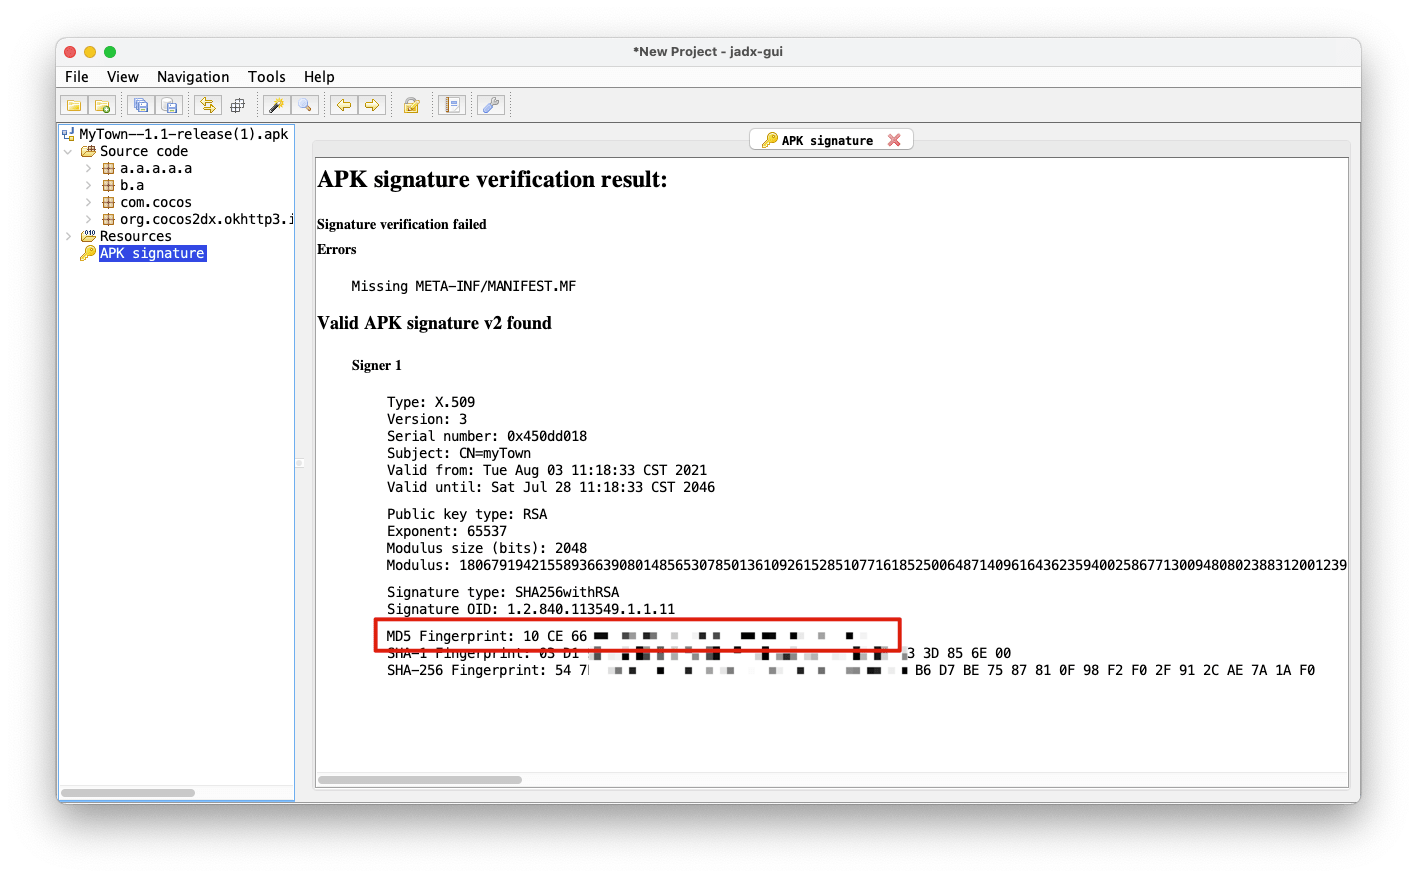 *New Project - jadx-gui
File View Navigation Tools Help
MyTown--1.1-release(1).apk
Source code
a.a.a.a.a
b.a
com.cocos
org.cocos2dx.okhttp3.i
Resources
APK signature
APK signature
APK signature verification result:
Signature verification failed
Errors
Missing META-INF/MANIFEST.MF
Valid APK signature v2 found
Signer 1
Type: X.509
Version: 3
Serial number: 0x450dd018
Subject: CN=myTown
Valid from: Tue Aug 03 11:18:33 CST 2021
Valid until: Sat Jul 28 11:18:33 CST 2046
Public key type: RSA
Exponent: 65537
Modulus size (bits): 2048
Modulus: 18067919421558936639080148565307850136109261528510771618525006487140961643623594002586771300948080238831200 1239
Signature type: SHA256withRSA
Signature OID: 1.2.840.113549.1.1.11
MD5 Fingerprint: 10 CE 66
SHA-1 Fingerprint: 03 D1 3 3D 85 6E 00
SHA-256 Fingerprint: 54 7 B6 D7 BE 75 87 81 0F 98 F2 F0 2F 91 2C AE 7A 1A F0